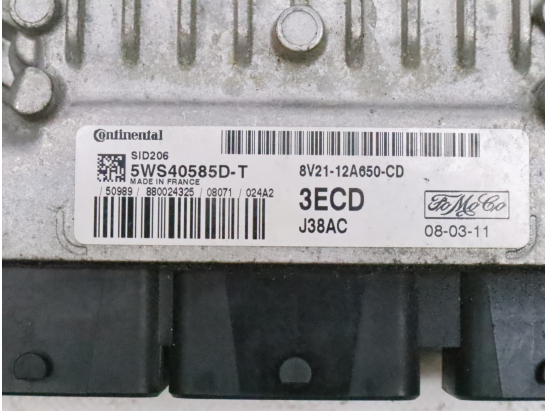 Continental
SID206
5WS40585D-T
MADE IN FRANCE
/ 50989 / 880024325 / 08071 / 024A2
8V21-12A650-CD
3ECD
J38AC
FoMoCo
08-03-11